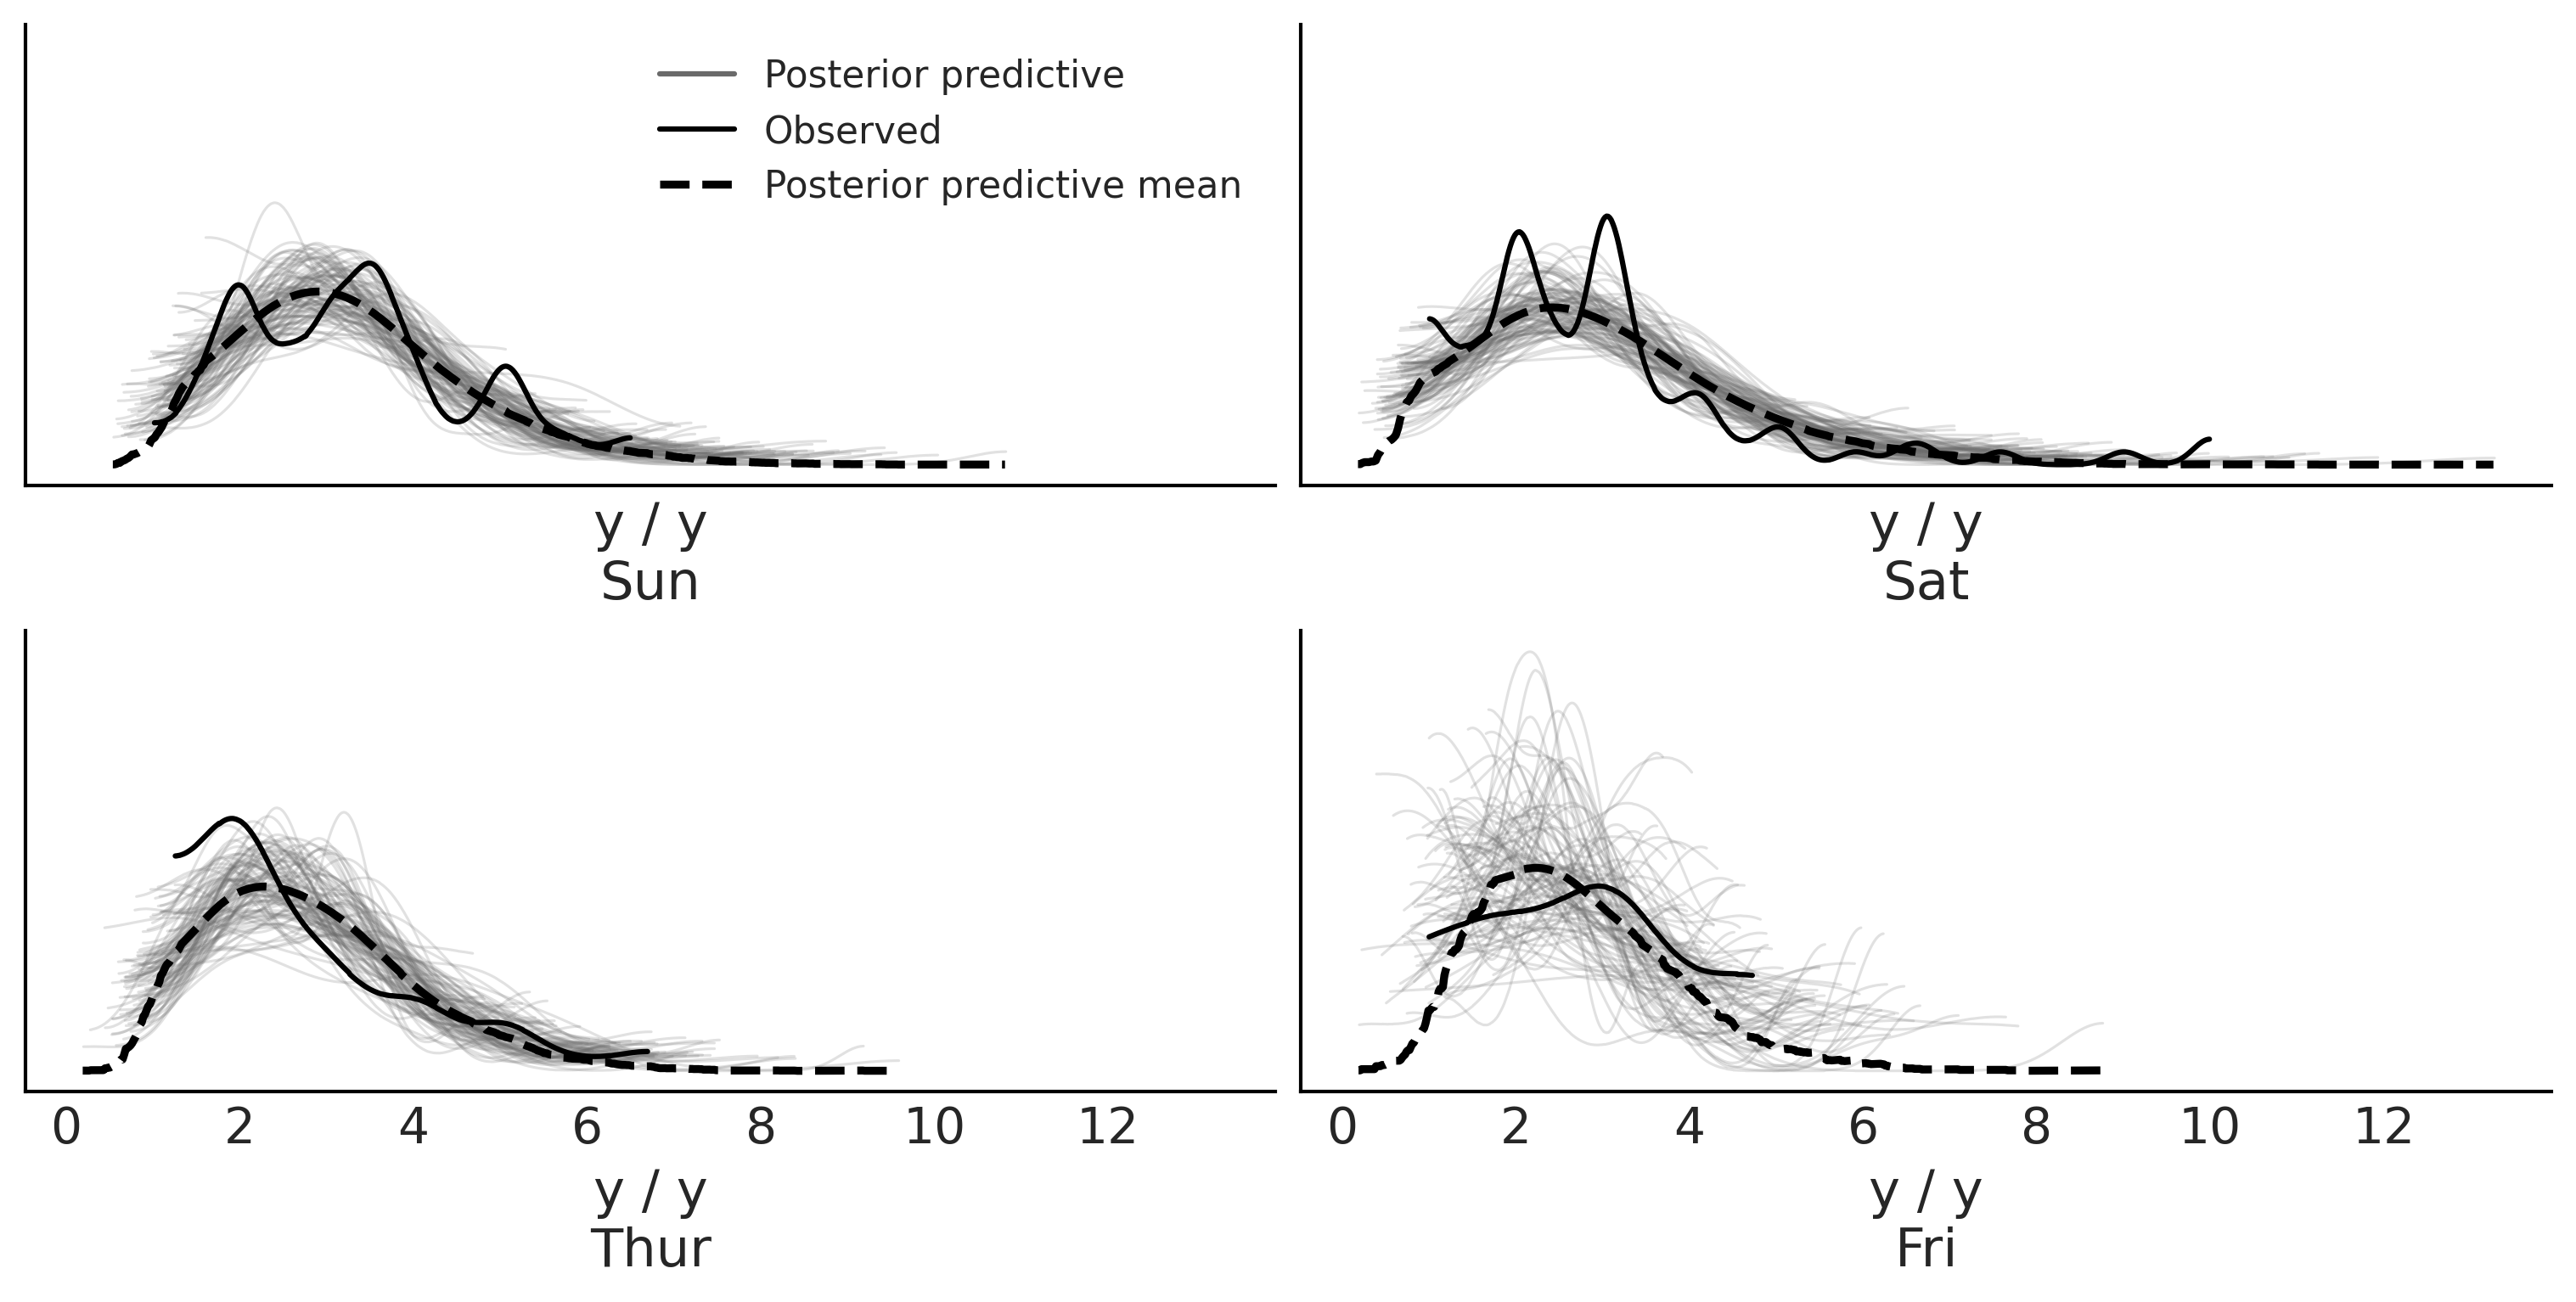 Posterior predictive
Observed
Posterior predictive mean
y / y
Sun
y / y
Sat
0 2 4 6 8 10 12
y / y
Thur
0 2 4 6 8 10 12
y / y
Fri